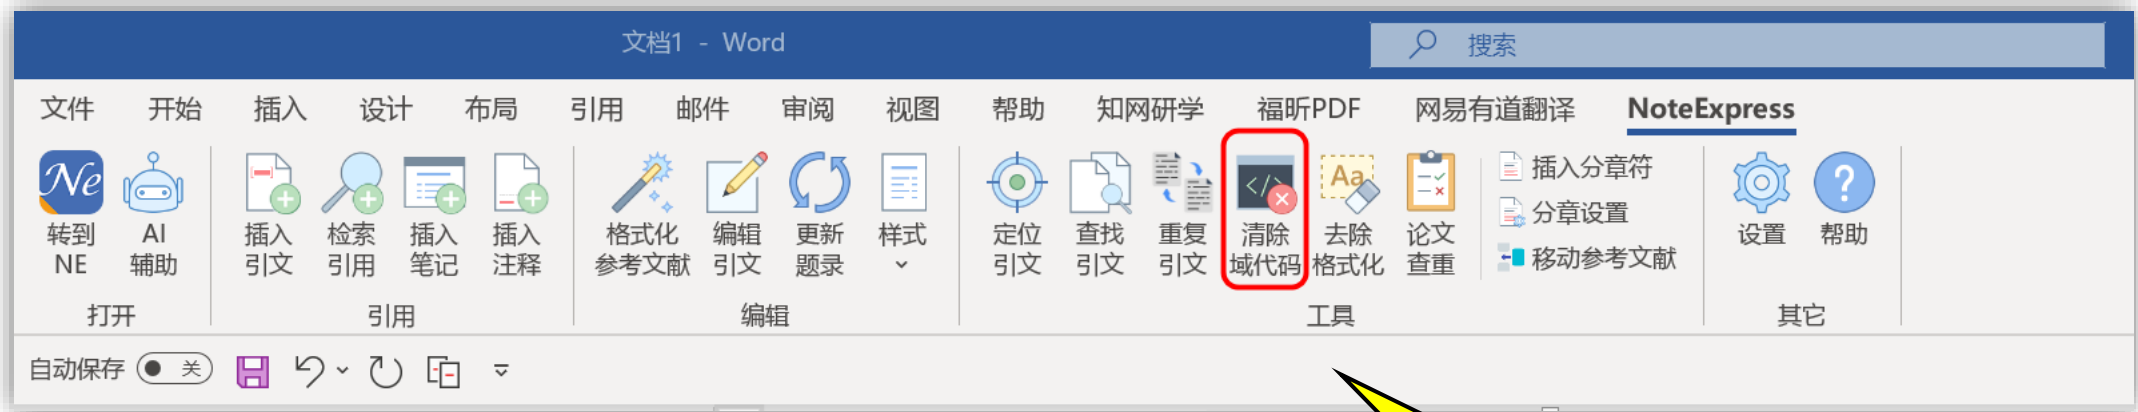 文档1 - Word
搜索
文件 开始 插入 设计 布局 引用 邮件 审阅 视图 帮助 知网研学 福昕PDF 网易有道翻译 NoteExpress
Ne
转到
NE
AI
辅助
插入
引文
检索
引用
插入
笔记
插入
注释
格式化
参考文献
编辑
引文
更新
题录
样式
定位
引文
查找
引文
重复
引文
</>
清除
域代码
Aa
去除
格式化
论文
查重
插入分章符
分章设置
移动参考文献
设置
?
帮助
打开 引用 编辑 工具 其它
自动保存 关